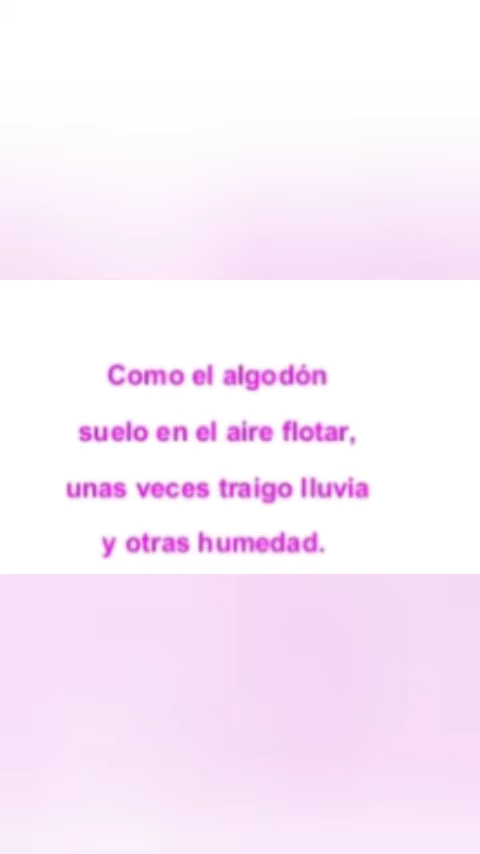 Como el algodón
suelo en el aire flotar,
unas veces traigo lluvia
y otras humedad.